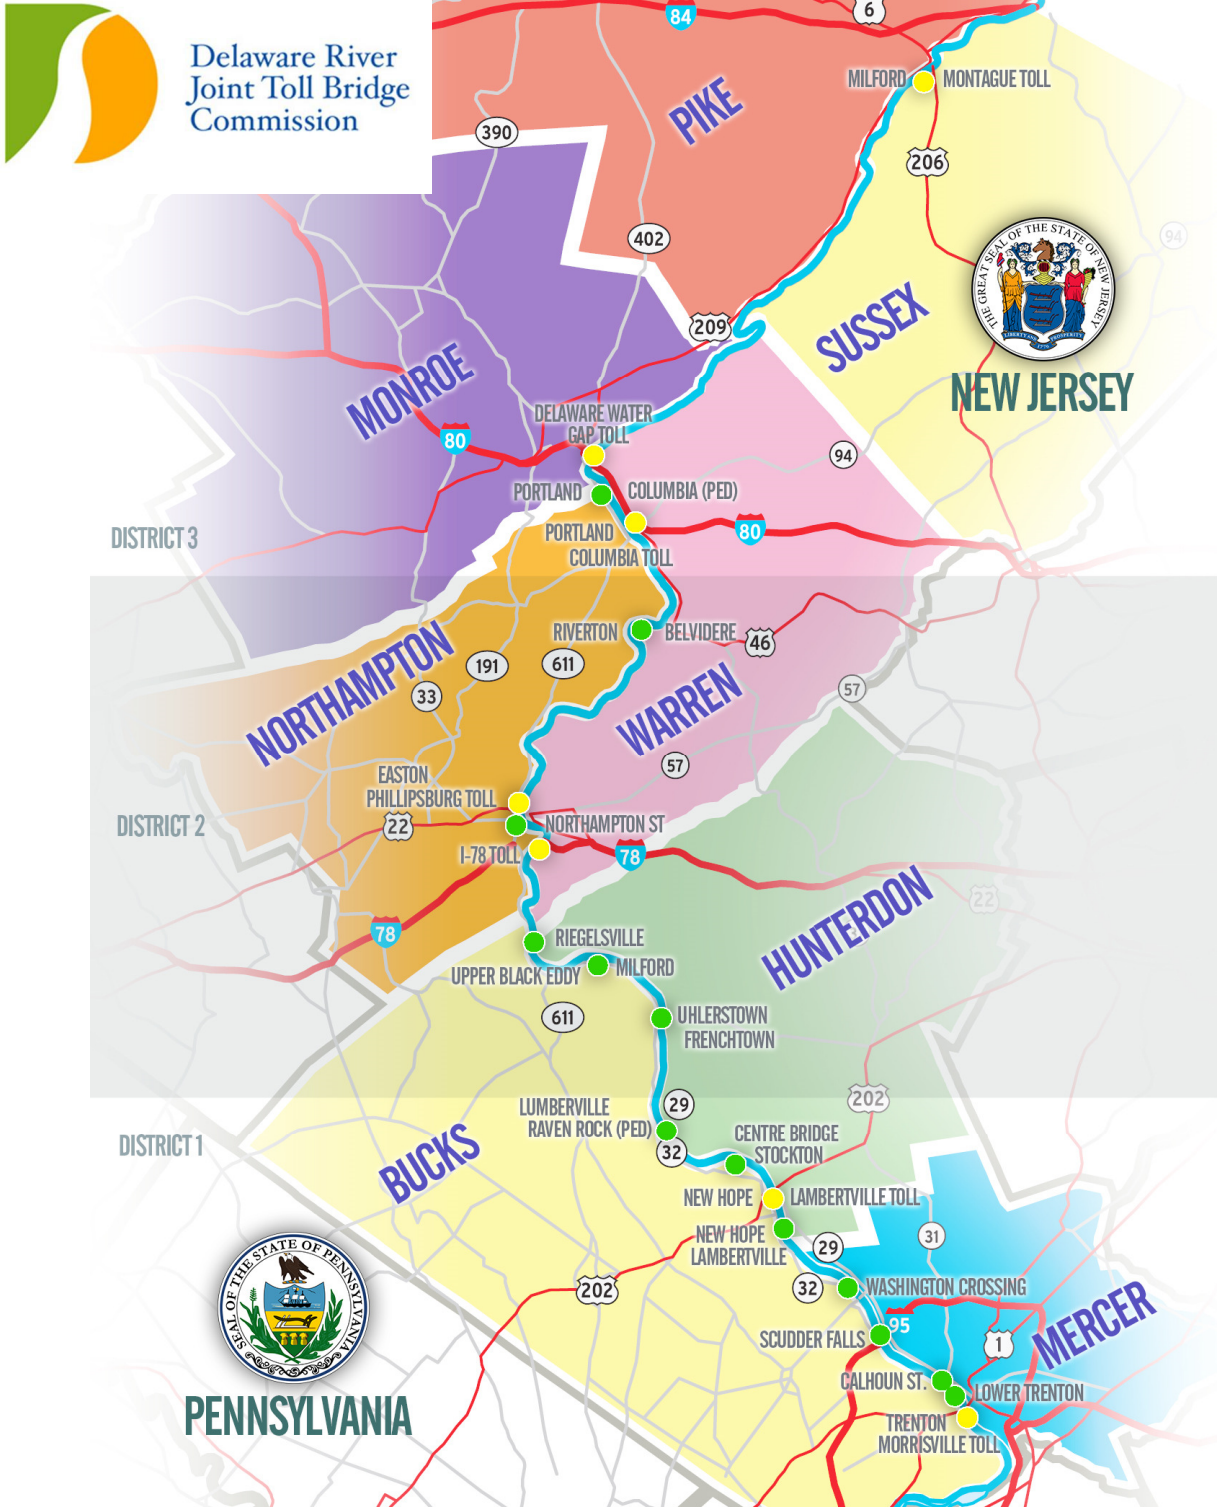 Delaware River
Joint Toll Bridge
Commission
84
6
MILFORD
MONTAGUE TOLL
PIKE
390
206
402
94
THE GREAT SEAL OF THE STATE OF NEW JERSEY
LIBERTY AND PROSPERITY
1776
209
SUSSEX
NEW JERSEY
MONROE
DELAWARE WATER
GAP TOLL
80
94
PORTLAND
COLUMBIA (PED)
PORTLAND
COLUMBIA TOLL
80
DISTRICT 3
RIVERTON
BELVIDERE
46
NORTHAMPTON
191
611
33
57
WARREN
57
EASTON
PHILLIPSBURG TOLL
22
NORTHAMPTON ST
DISTRICT 2
I-78 TOLL
78
22
HUNTERDON
78
RIEGELSVILLE
UPPER BLACK EDDY
MILFORD
611
UHLERSTOWN
FRENCHTOWN
202
29
LUMBERVILLE
RAVEN ROCK (PED)
32
DISTRICT 1
CENTRE BRIDGE
STOCKTON
BUCKS
NEW HOPE
LAMBERTVILLE TOLL
NEW HOPE
LAMBERTVILLE
29
31
SEAL OF THE STATE OF PENNSYLVANIA
202
32
WASHINGTON CROSSING
95
MERCER
SCUDDER FALLS
1
CALHOUN ST.
LOWER TRENTON
PENNSYLVANIA
TRENTON
MORRISVILLE TOLL